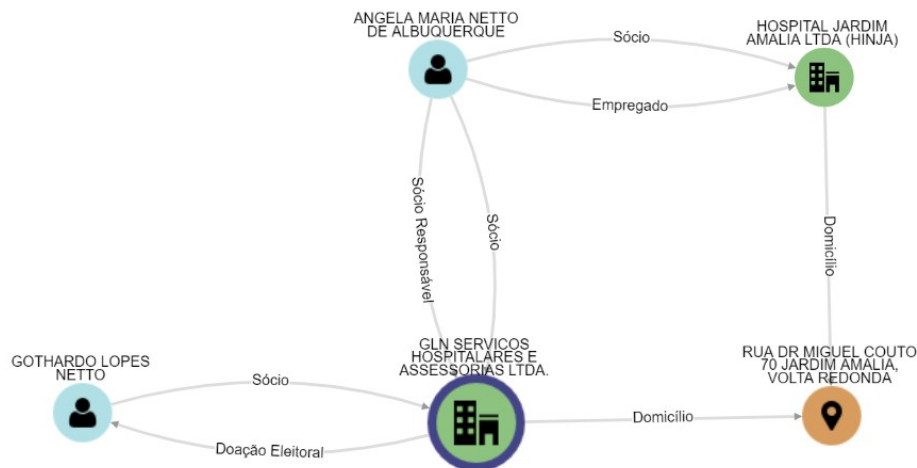 ANGELA MARIA NETTO
DE ALBUQUERQUE
Sócio
HOSPITAL JARDIM
AMALIA LTDA (HINJA)
Empregado
Sócio Responsável
Sócio
Domicílio
GOTHARDO LOPES
NETTO
Sócio
GLN SERVICOS
HOSPITALARES E
ASSESSORIAS LTDA.
RUA DR MIGUEL COUTO
70 JARDIM AMALIA,
VOLTA REDONDA
Domicílio
Doação Eleitoral